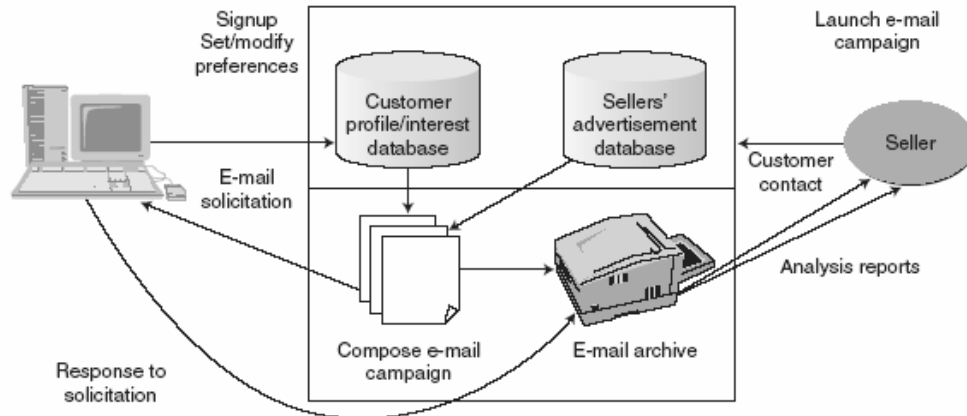 Signup
Set/modify
preferences
Launch e-mail
campaign
Customer
profile/interest
database
Sellers'
advertisement
database
Seller
E-mail
solicitation
Customer
contact
Analysis reports
Compose e-mail
campaign
E-mail archive
Response to
solicitation